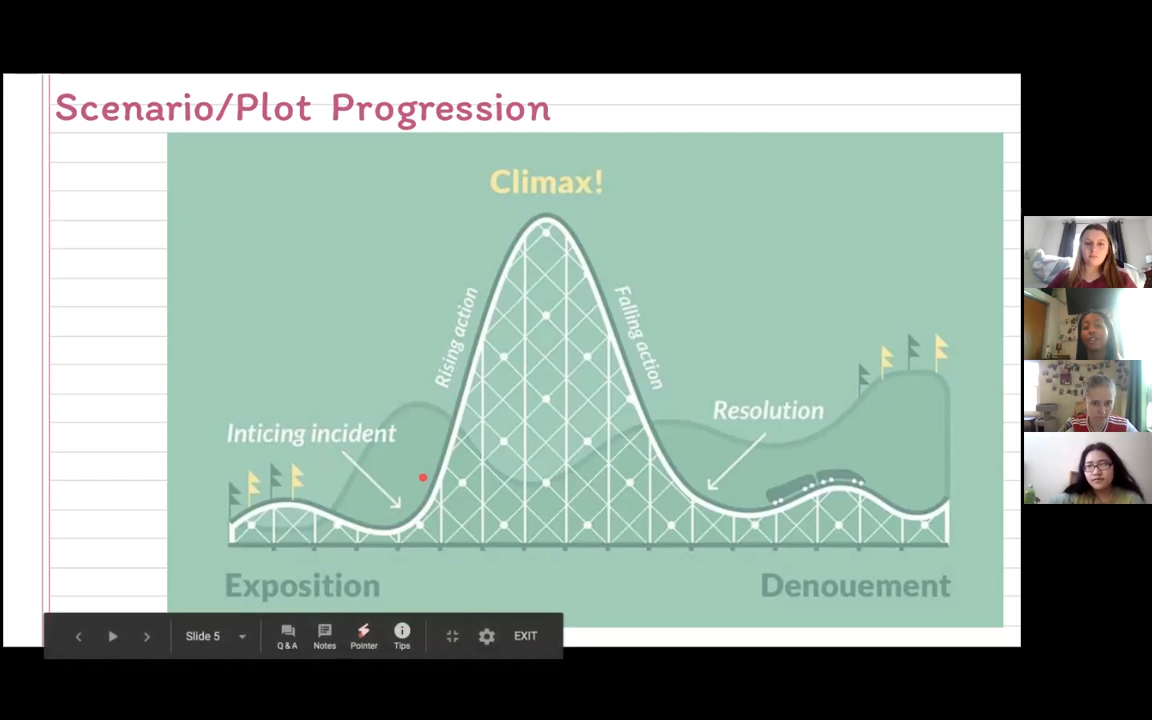 Scenario/Plot Progression
Climax!
Rising action
Falling action
Inticing incident
Resolution
Exposition
Denouement
Slide 5
Q & A
Notes
Pointer
Tips
EXIT